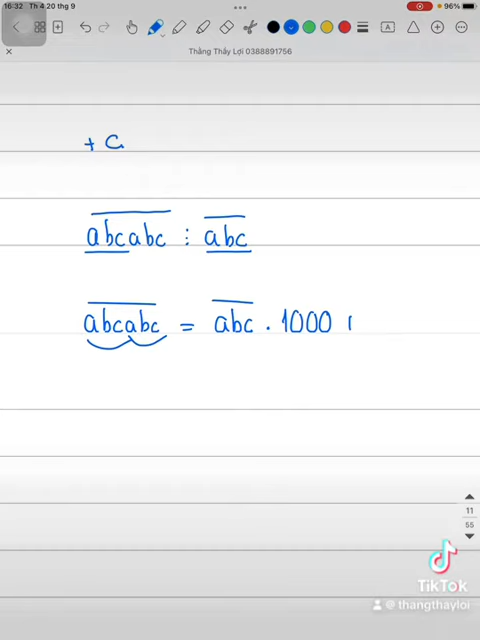 16:32 Th 4 20 thg 9 96%
Thăng Thầy Lợi 0388891756
+ C
abcabc ⋮ abc
abcabc = abc . 1000
11
55
TikTok
@ thangthayloi